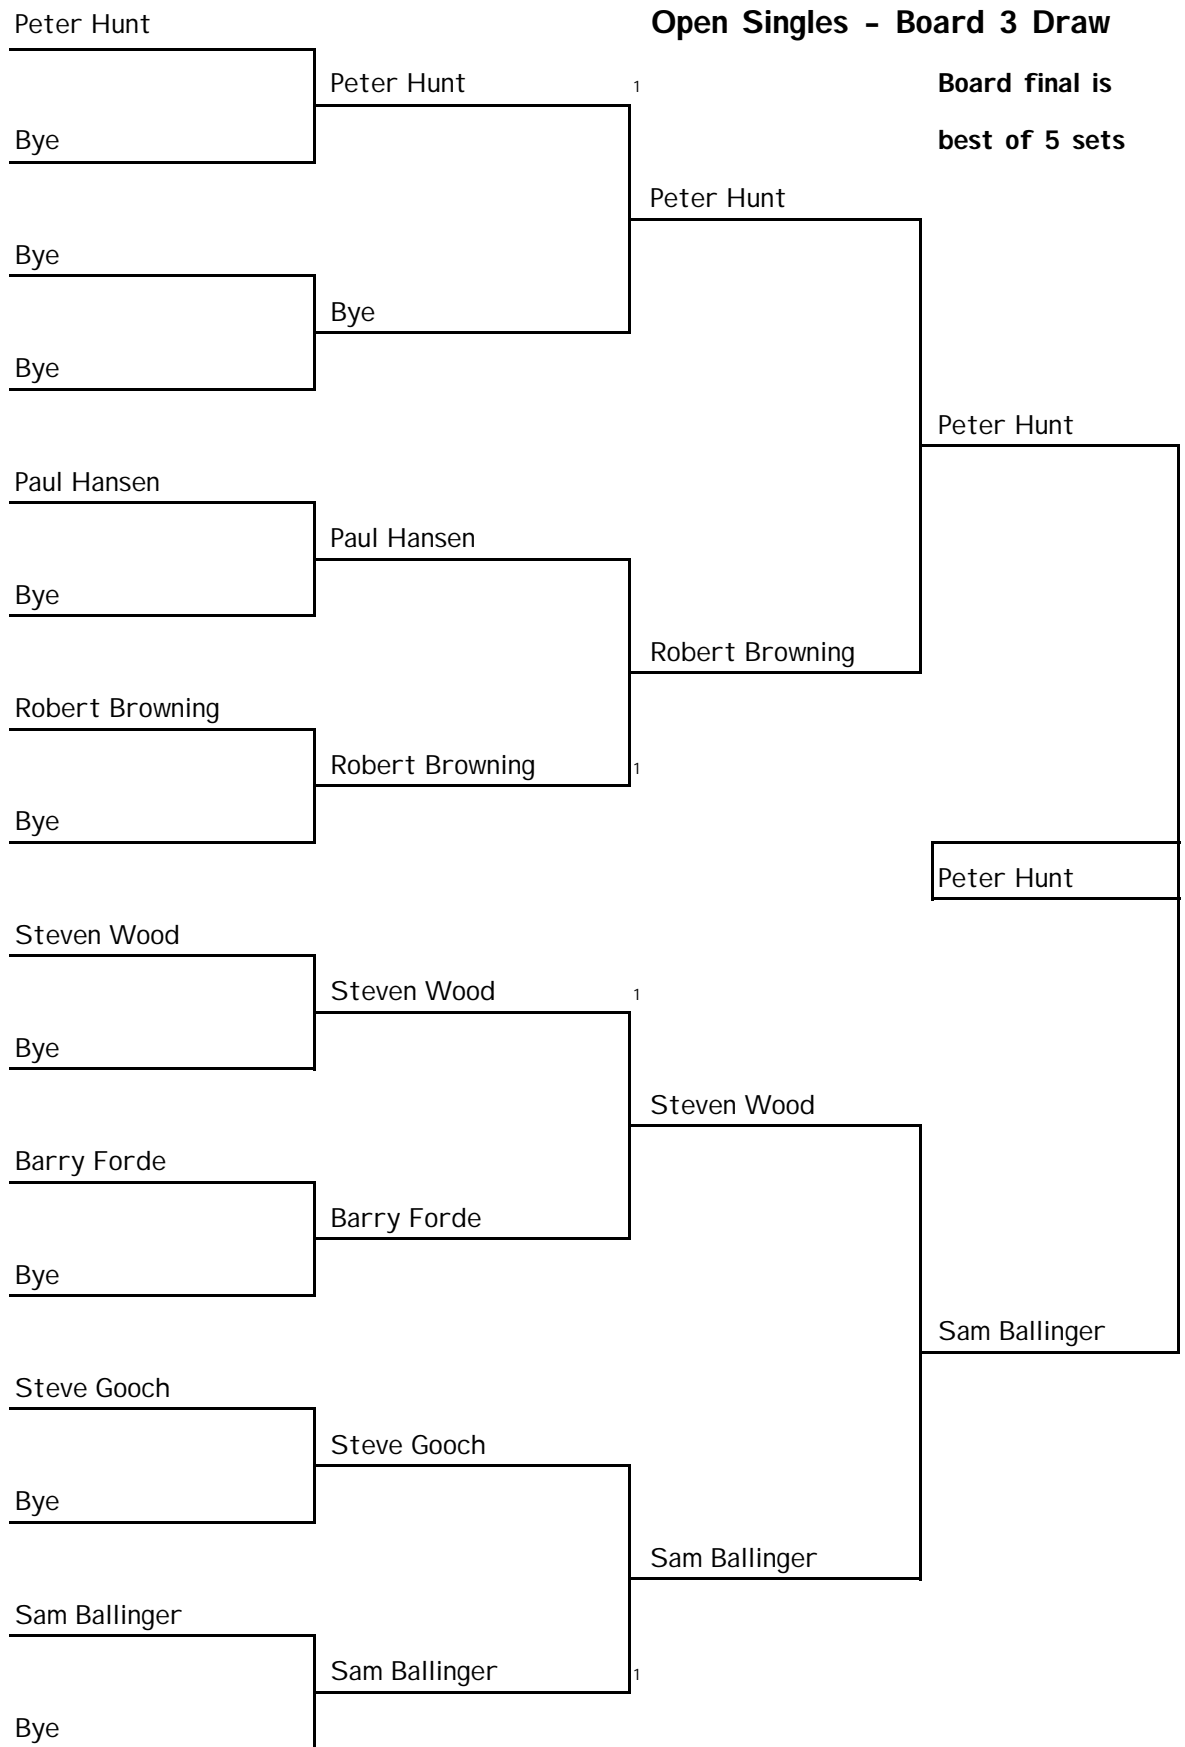 Peter Hunt
Open Singles – Board 3 Draw
Peter Hunt
1
Board final is
Bye
best of 5 sets
Peter Hunt
Bye
Bye
Bye
Peter Hunt
Paul Hansen
Paul Hansen
Bye
Robert Browning
Robert Browning
Robert Browning
1
Bye
Peter Hunt
Steven Wood
Steven Wood
1
Bye
Steven Wood
Barry Forde
Barry Forde
Bye
Sam Ballinger
Steve Gooch
Steve Gooch
Bye
Sam Ballinger
Sam Ballinger
Sam Ballinger
1
Bye